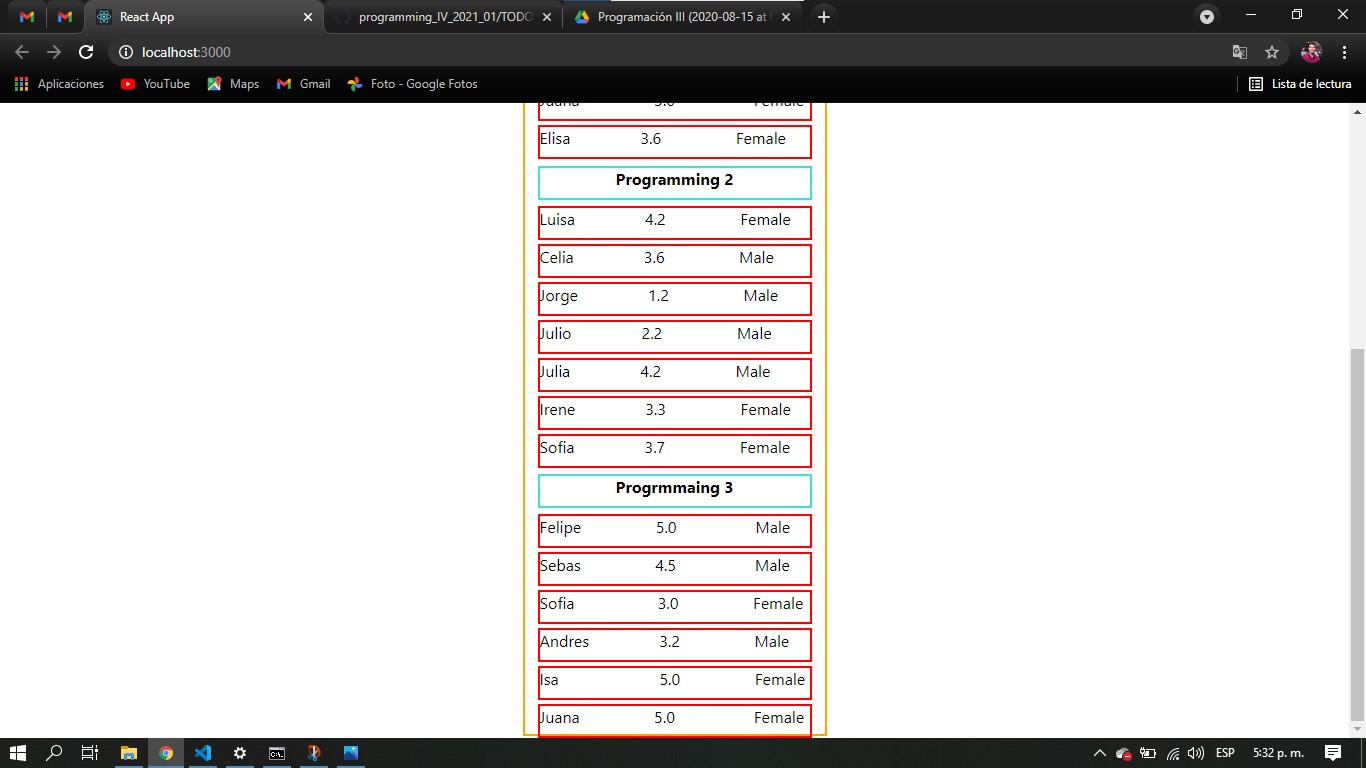 React App
programming_IV_2021_01/TODO
Programación III (2020-08-15 at
localhost:3000
Aplicaciones YouTube Maps Gmail Foto - Google Fotos Lista de lectura
Juana 5.0 Female
Elisa 3.6 Female
Programming 2
Luisa 4.2 Female
Celia 3.6 Male
Jorge 1.2 Male
Julio 2.2 Male
Julia 4.2 Male
Irene 3.3 Female
Sofia 3.7 Female
Progrmmaing 3
Felipe 5.0 Male
Sebas 4.5 Male
Sofia 3.0 Female
Andres 3.2 Male
Isa 5.0 Female
Juana 5.0 Female
ESP 5:32 p. m.